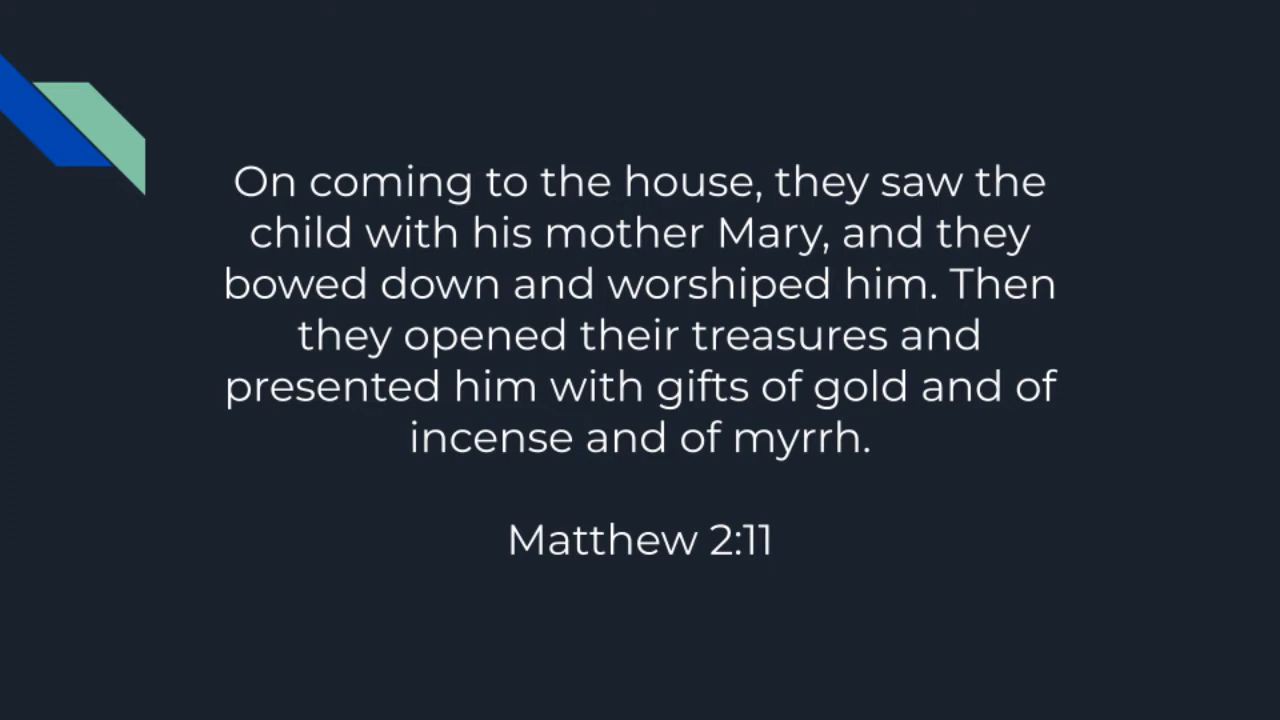 On coming to the house, they saw the
child with his mother Mary, and they
bowed down and worshiped him. Then
they opened their treasures and
presented him with gifts of gold and of
incense and of myrrh.
Matthew 2:11